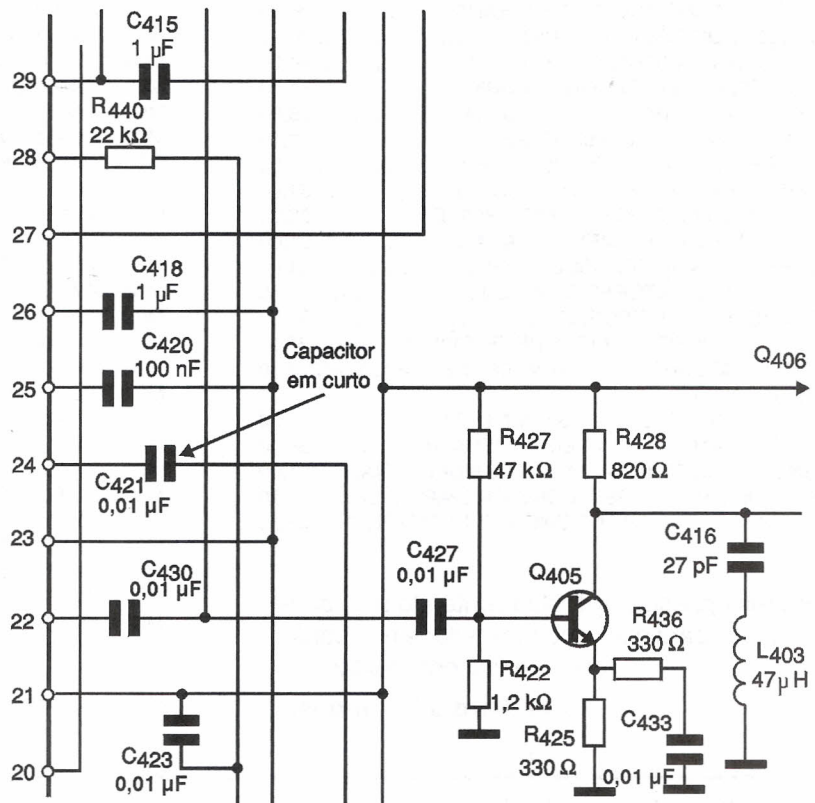 C415
1 µF
29
R440
22 kΩ
28
27
C418
1 µF
26
C420
100 nF
Capacitor
em curto
Q406
25
R427
47 kΩ
R428
820 Ω
24
C421
0,01 µF
23
C430
0,01 µF
C427
0,01 µF
Q405
C416
27 pF
22
R436
330 Ω
L403
47µH
R422
1,2 kΩ
21
C423
0,01 µF
R425
330 Ω
C433
0,01 µF
20